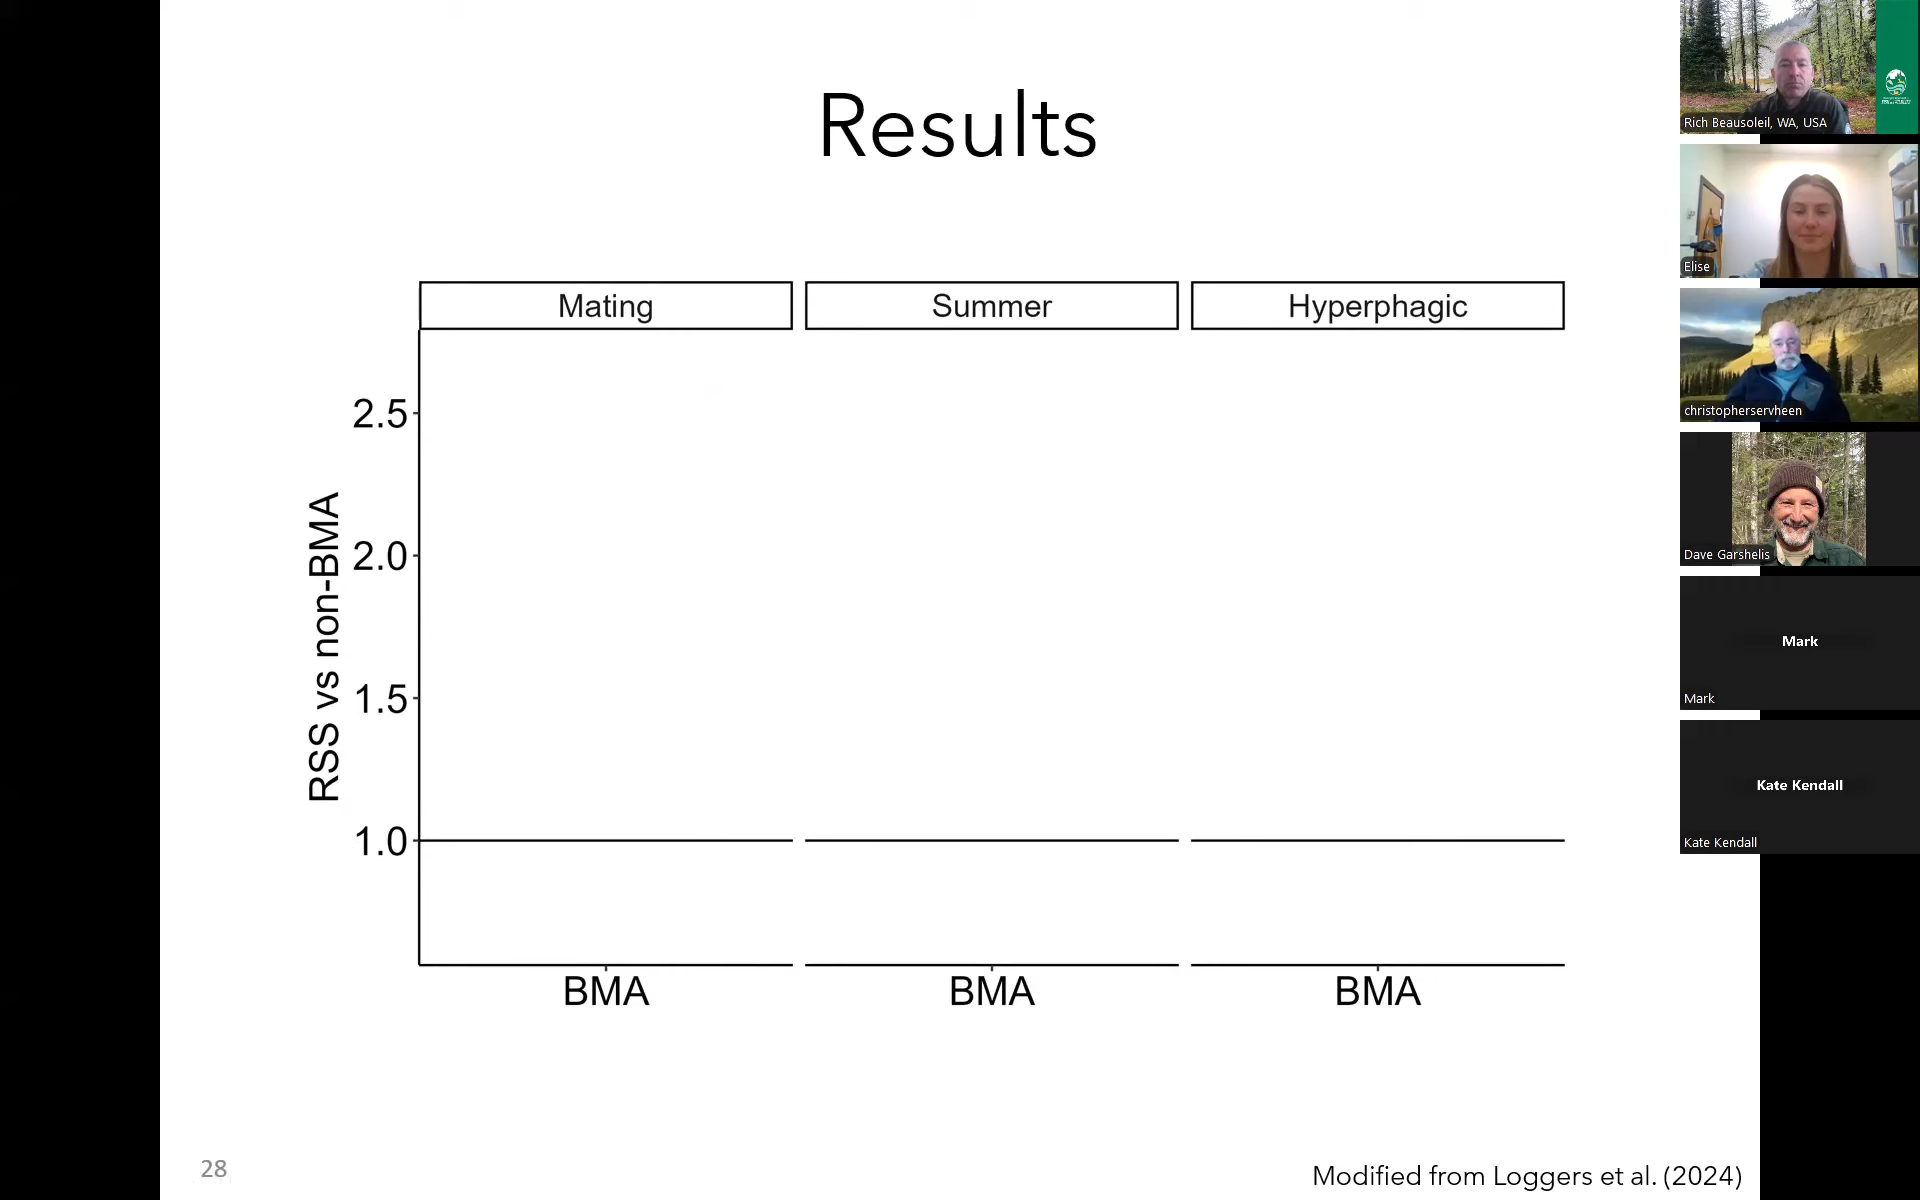 Results
Mating
Summer
Hyperphagic
RSS vs non-BMA
2.5
2.0
1.5
1.0
BMA
BMA
BMA
28
Modified from Loggers et al. (2024)
Rich Beausoleil, WA, USA
Elise
christopherservheen
Dave Garshelis
Mark
Mark
Kate Kendall
Kate Kendall